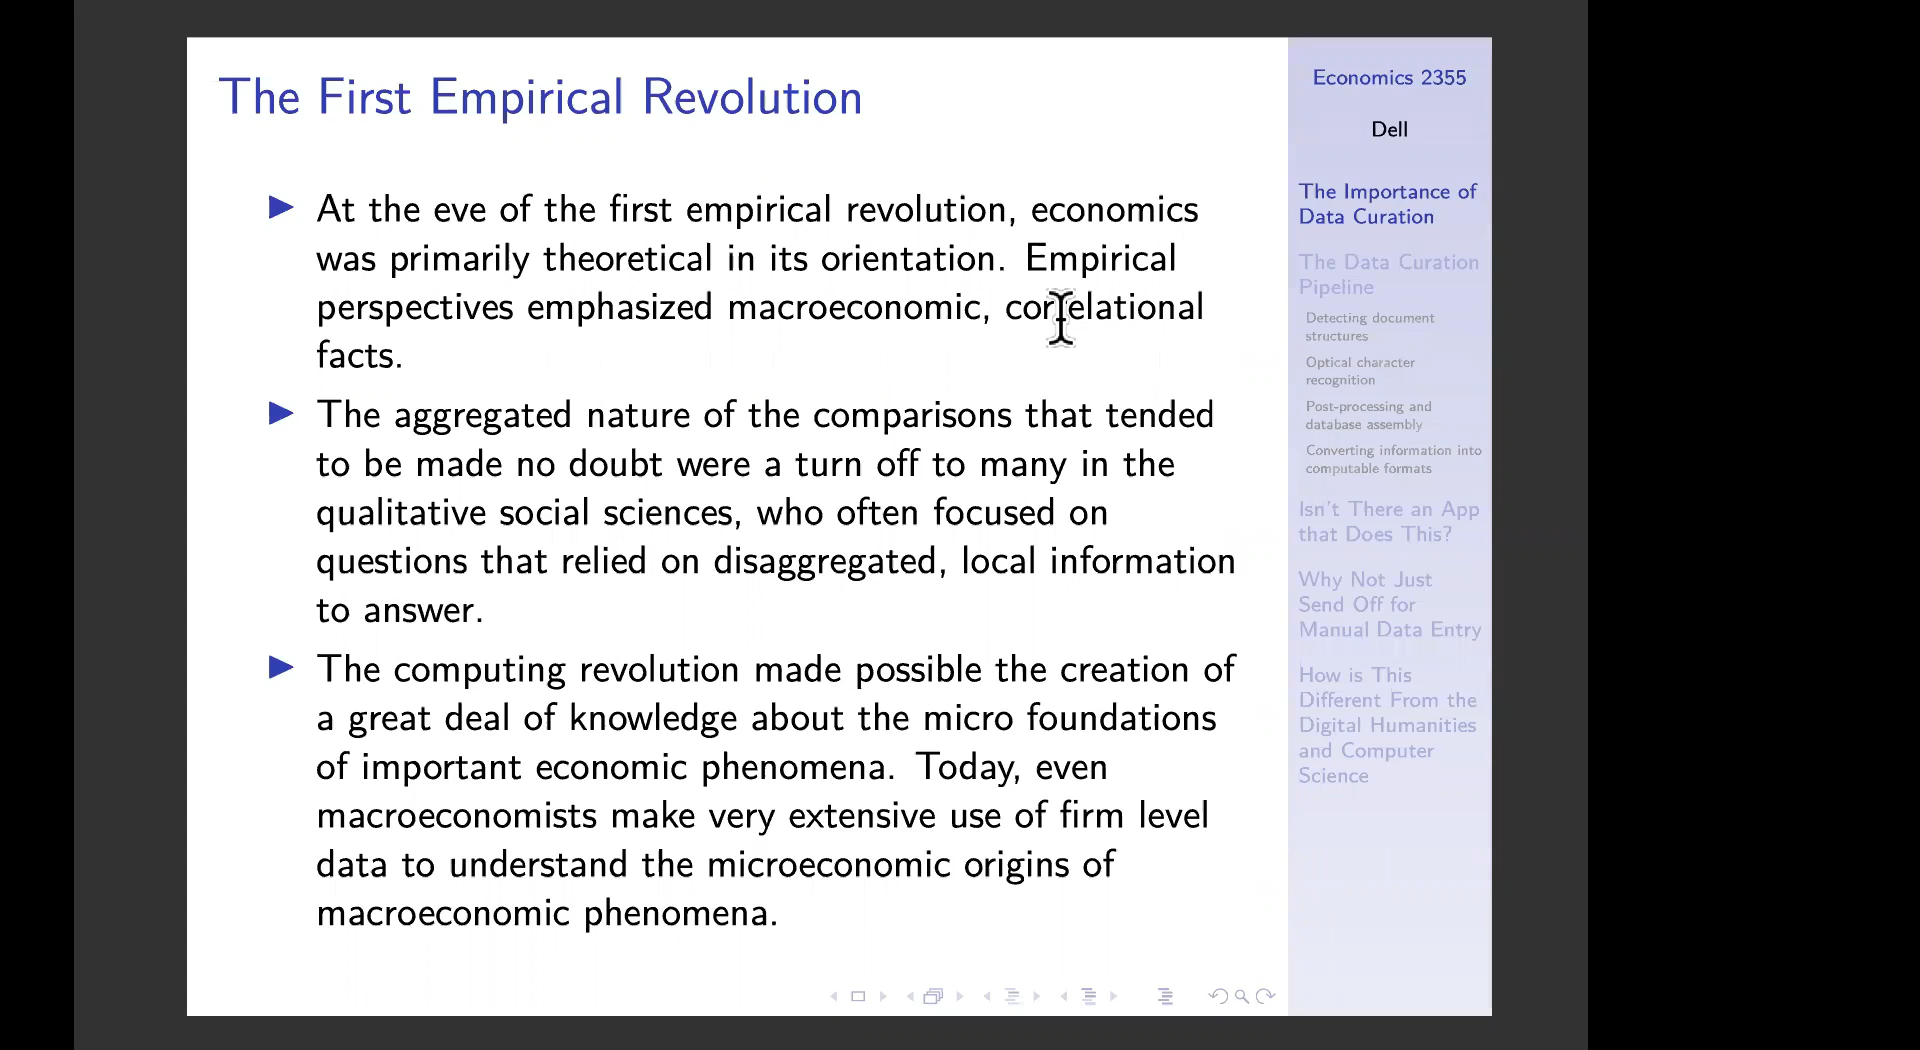 The First Empirical Revolution
At the eve of the first empirical revolution, economics
was primarily theoretical in its orientation. Empirical
perspectives emphasized macroeconomic, correlational
facts.
The aggregated nature of the comparisons that tended
to be made no doubt were a turn off to many in the
qualitative social sciences, who often focused on
questions that relied on disaggregated, local information
to answer.
The computing revolution made possible the creation of
a great deal of knowledge about the micro foundations
of important economic phenomena. Today, even
macroeconomists make very extensive use of firm level
data to understand the microeconomic origins of
macroeconomic phenomena.
Economics 2355
Dell
The Importance of
Data Curation
The Data Curation
Pipeline
Detecting document
structures
Optical character
recognition
Post-processing and
database assembly
Converting information into
computable formats
Isn't There an App
that Does This?
Why Not Just
Send Off for
Manual Data Entry
How is This
Different From the
Digital Humanities
and Computer
Science